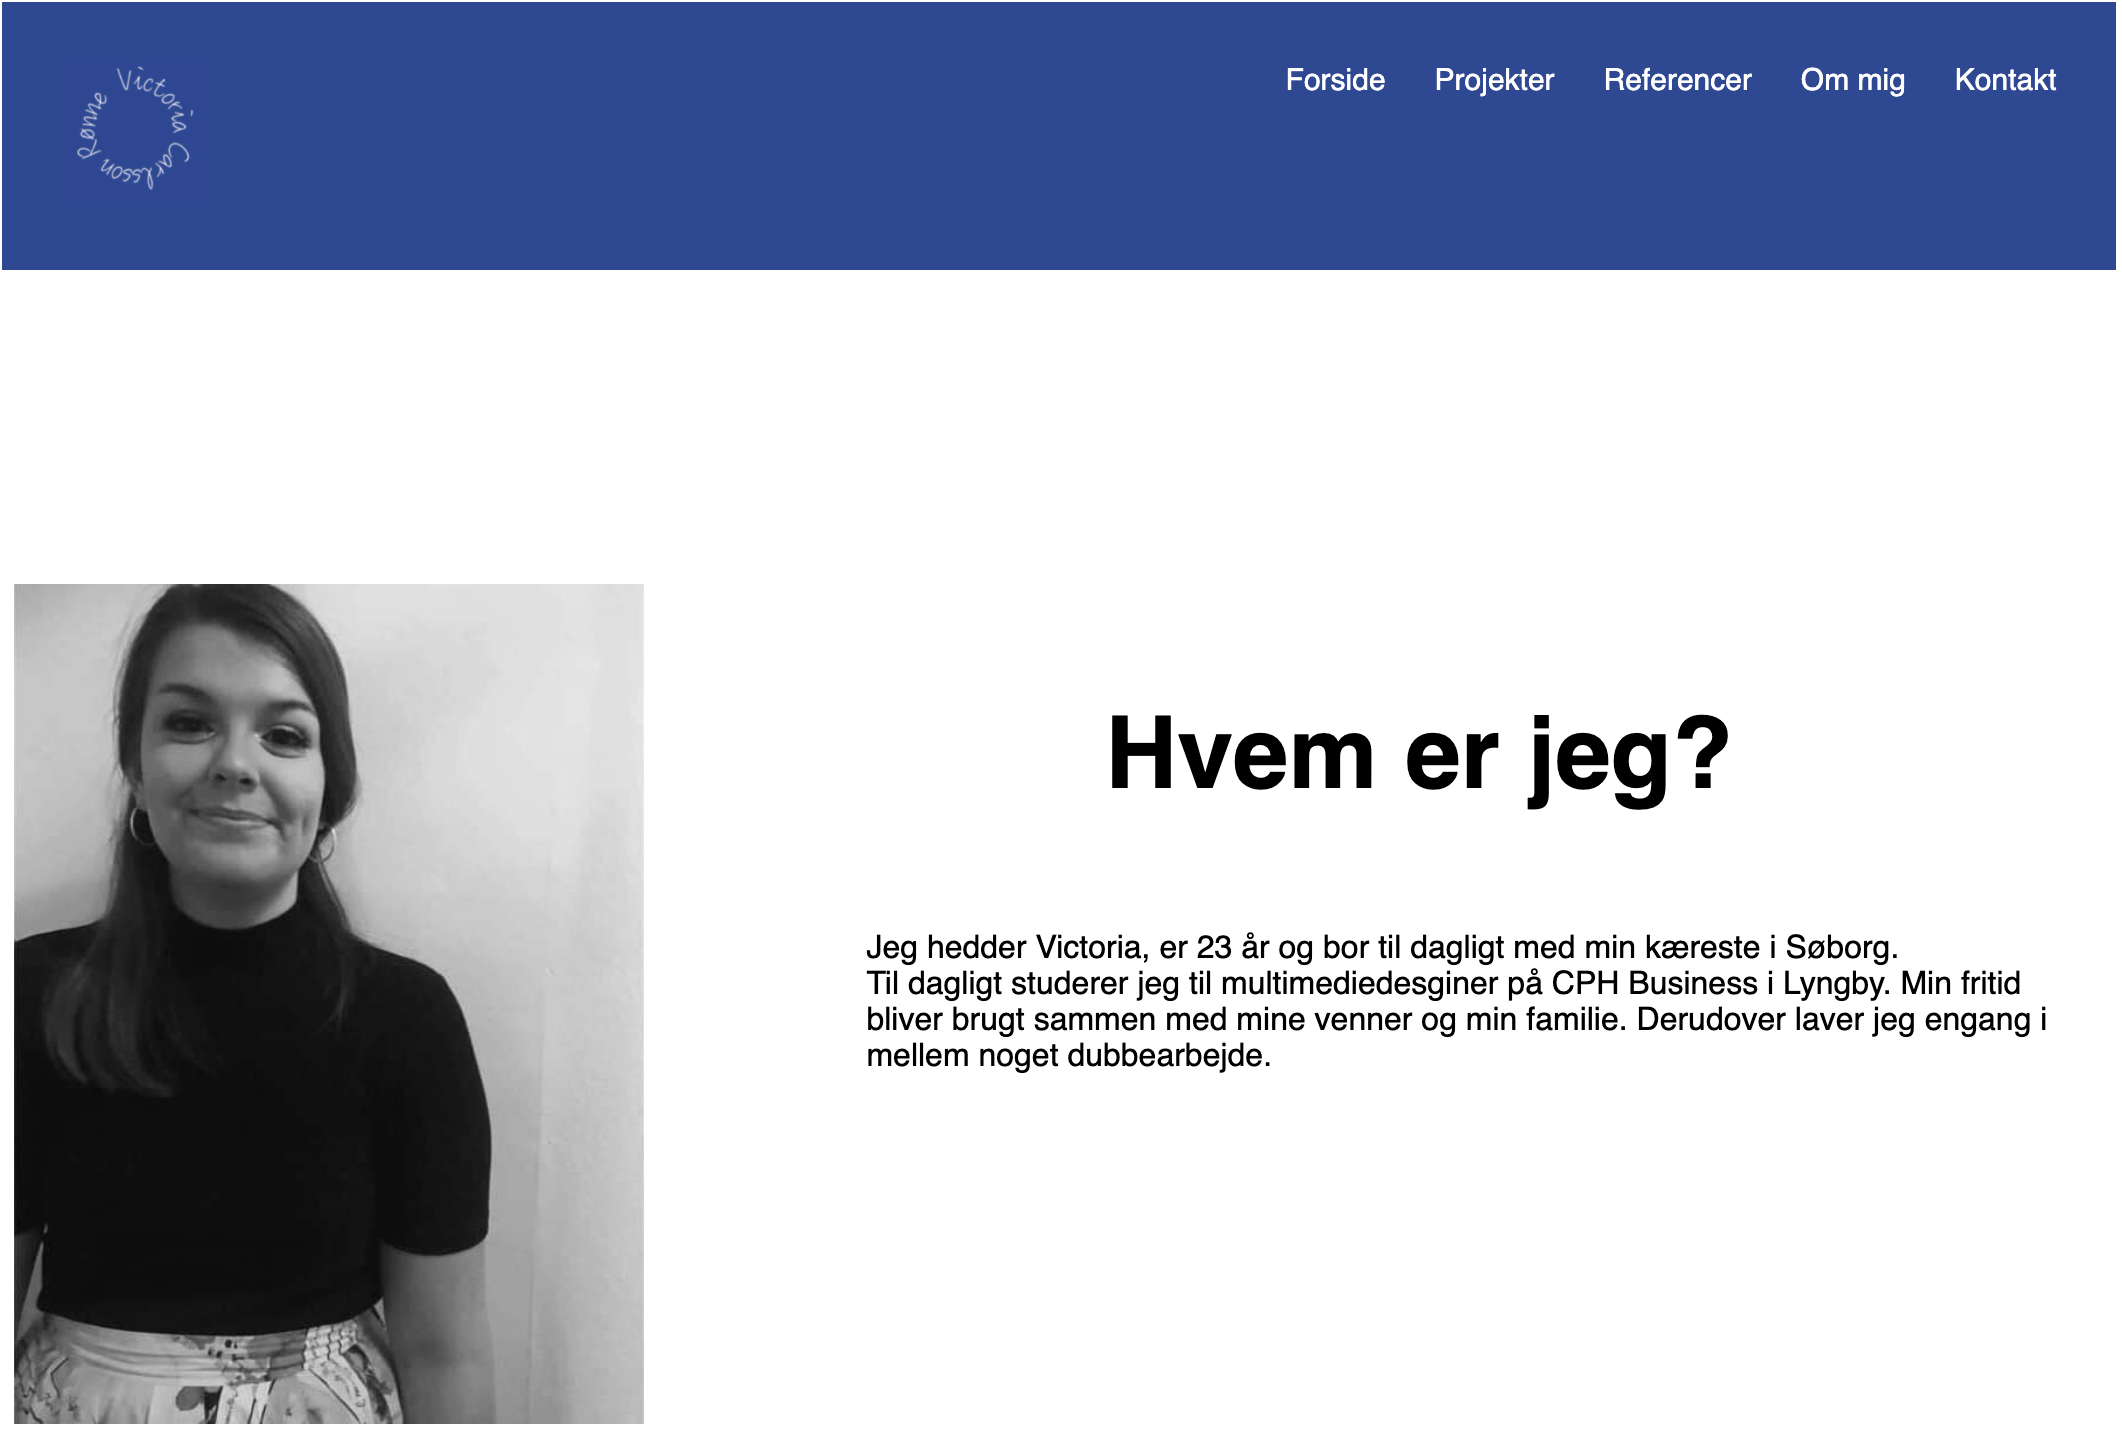 Victoria Carlsson Rønne
Forside Projekter Referencer Om mig Kontakt
Hvem er jeg?
Jeg hedder Victoria, er 23 år og bor til dagligt med min kæreste i Søborg.
Til dagligt studerer jeg til multimediedesginer på CPH Business i Lyngby. Min fritid
bliver brugt sammen med mine venner og min familie. Derudover laver jeg engang i
mellem noget dubbearbejde.